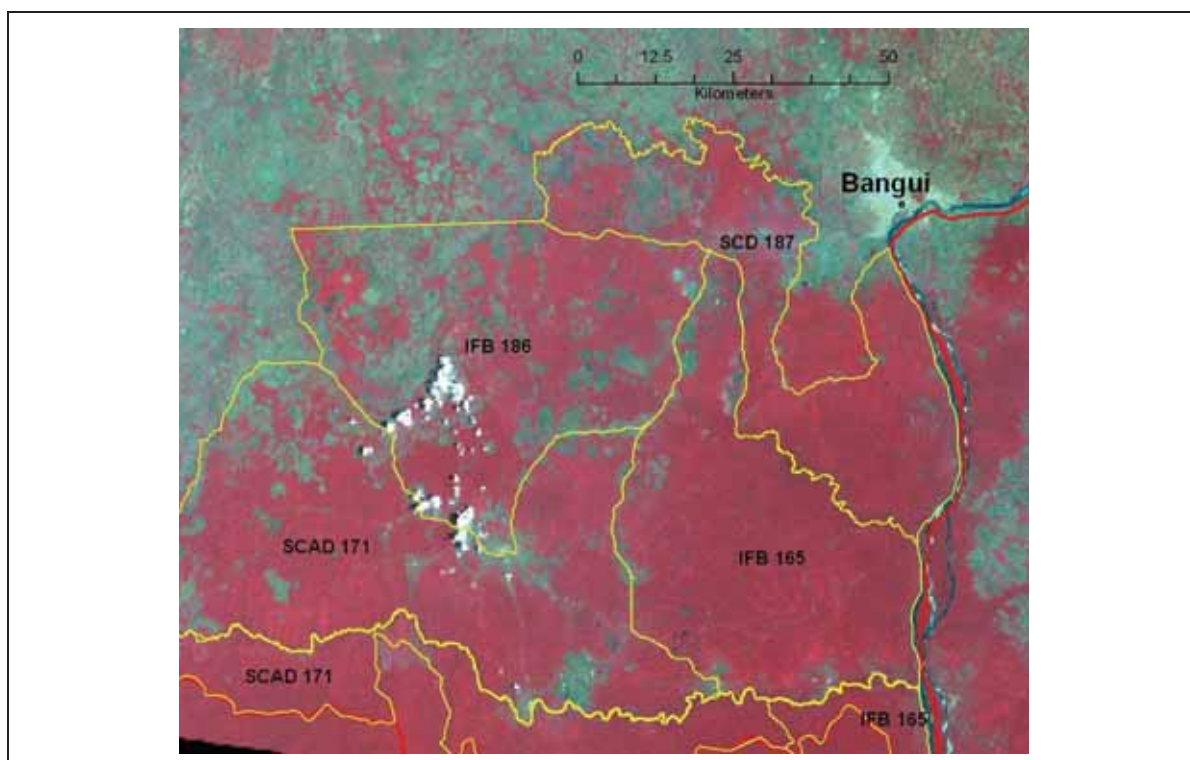 0 12.5 25 50
Kilometers
Bangui
SCD 187
IFB 186
SCAD 171
IFB 165
SCAD 171
IFB 165